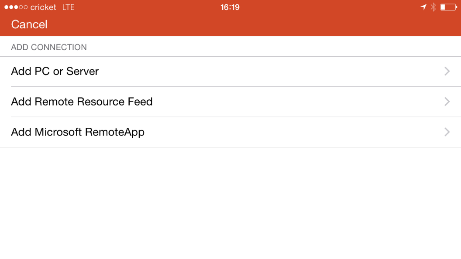 cricket LTE 16:19
Cancel
ADD CONNECTION
Add PC or Server
Add Remote Resource Feed
Add Microsoft RemoteApp